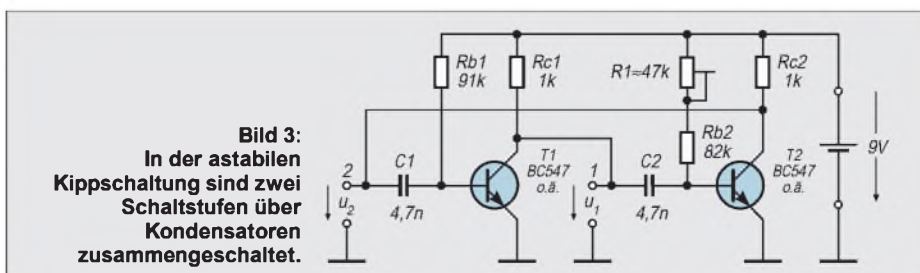 Bild 3:
In der astabilen
Kippschaltung sind zwei
Schaltstufen über
Kondensatoren
zusammengeschaltet.
Rb1
91k
Rc1
1k
R1≈47k
Rc2
1k
Rb2
82k
9V
2
C1
4,7n
u2
T1
BC547
o.ä.
1
C2
4,7n
u1
T2
BC547
o.ä.